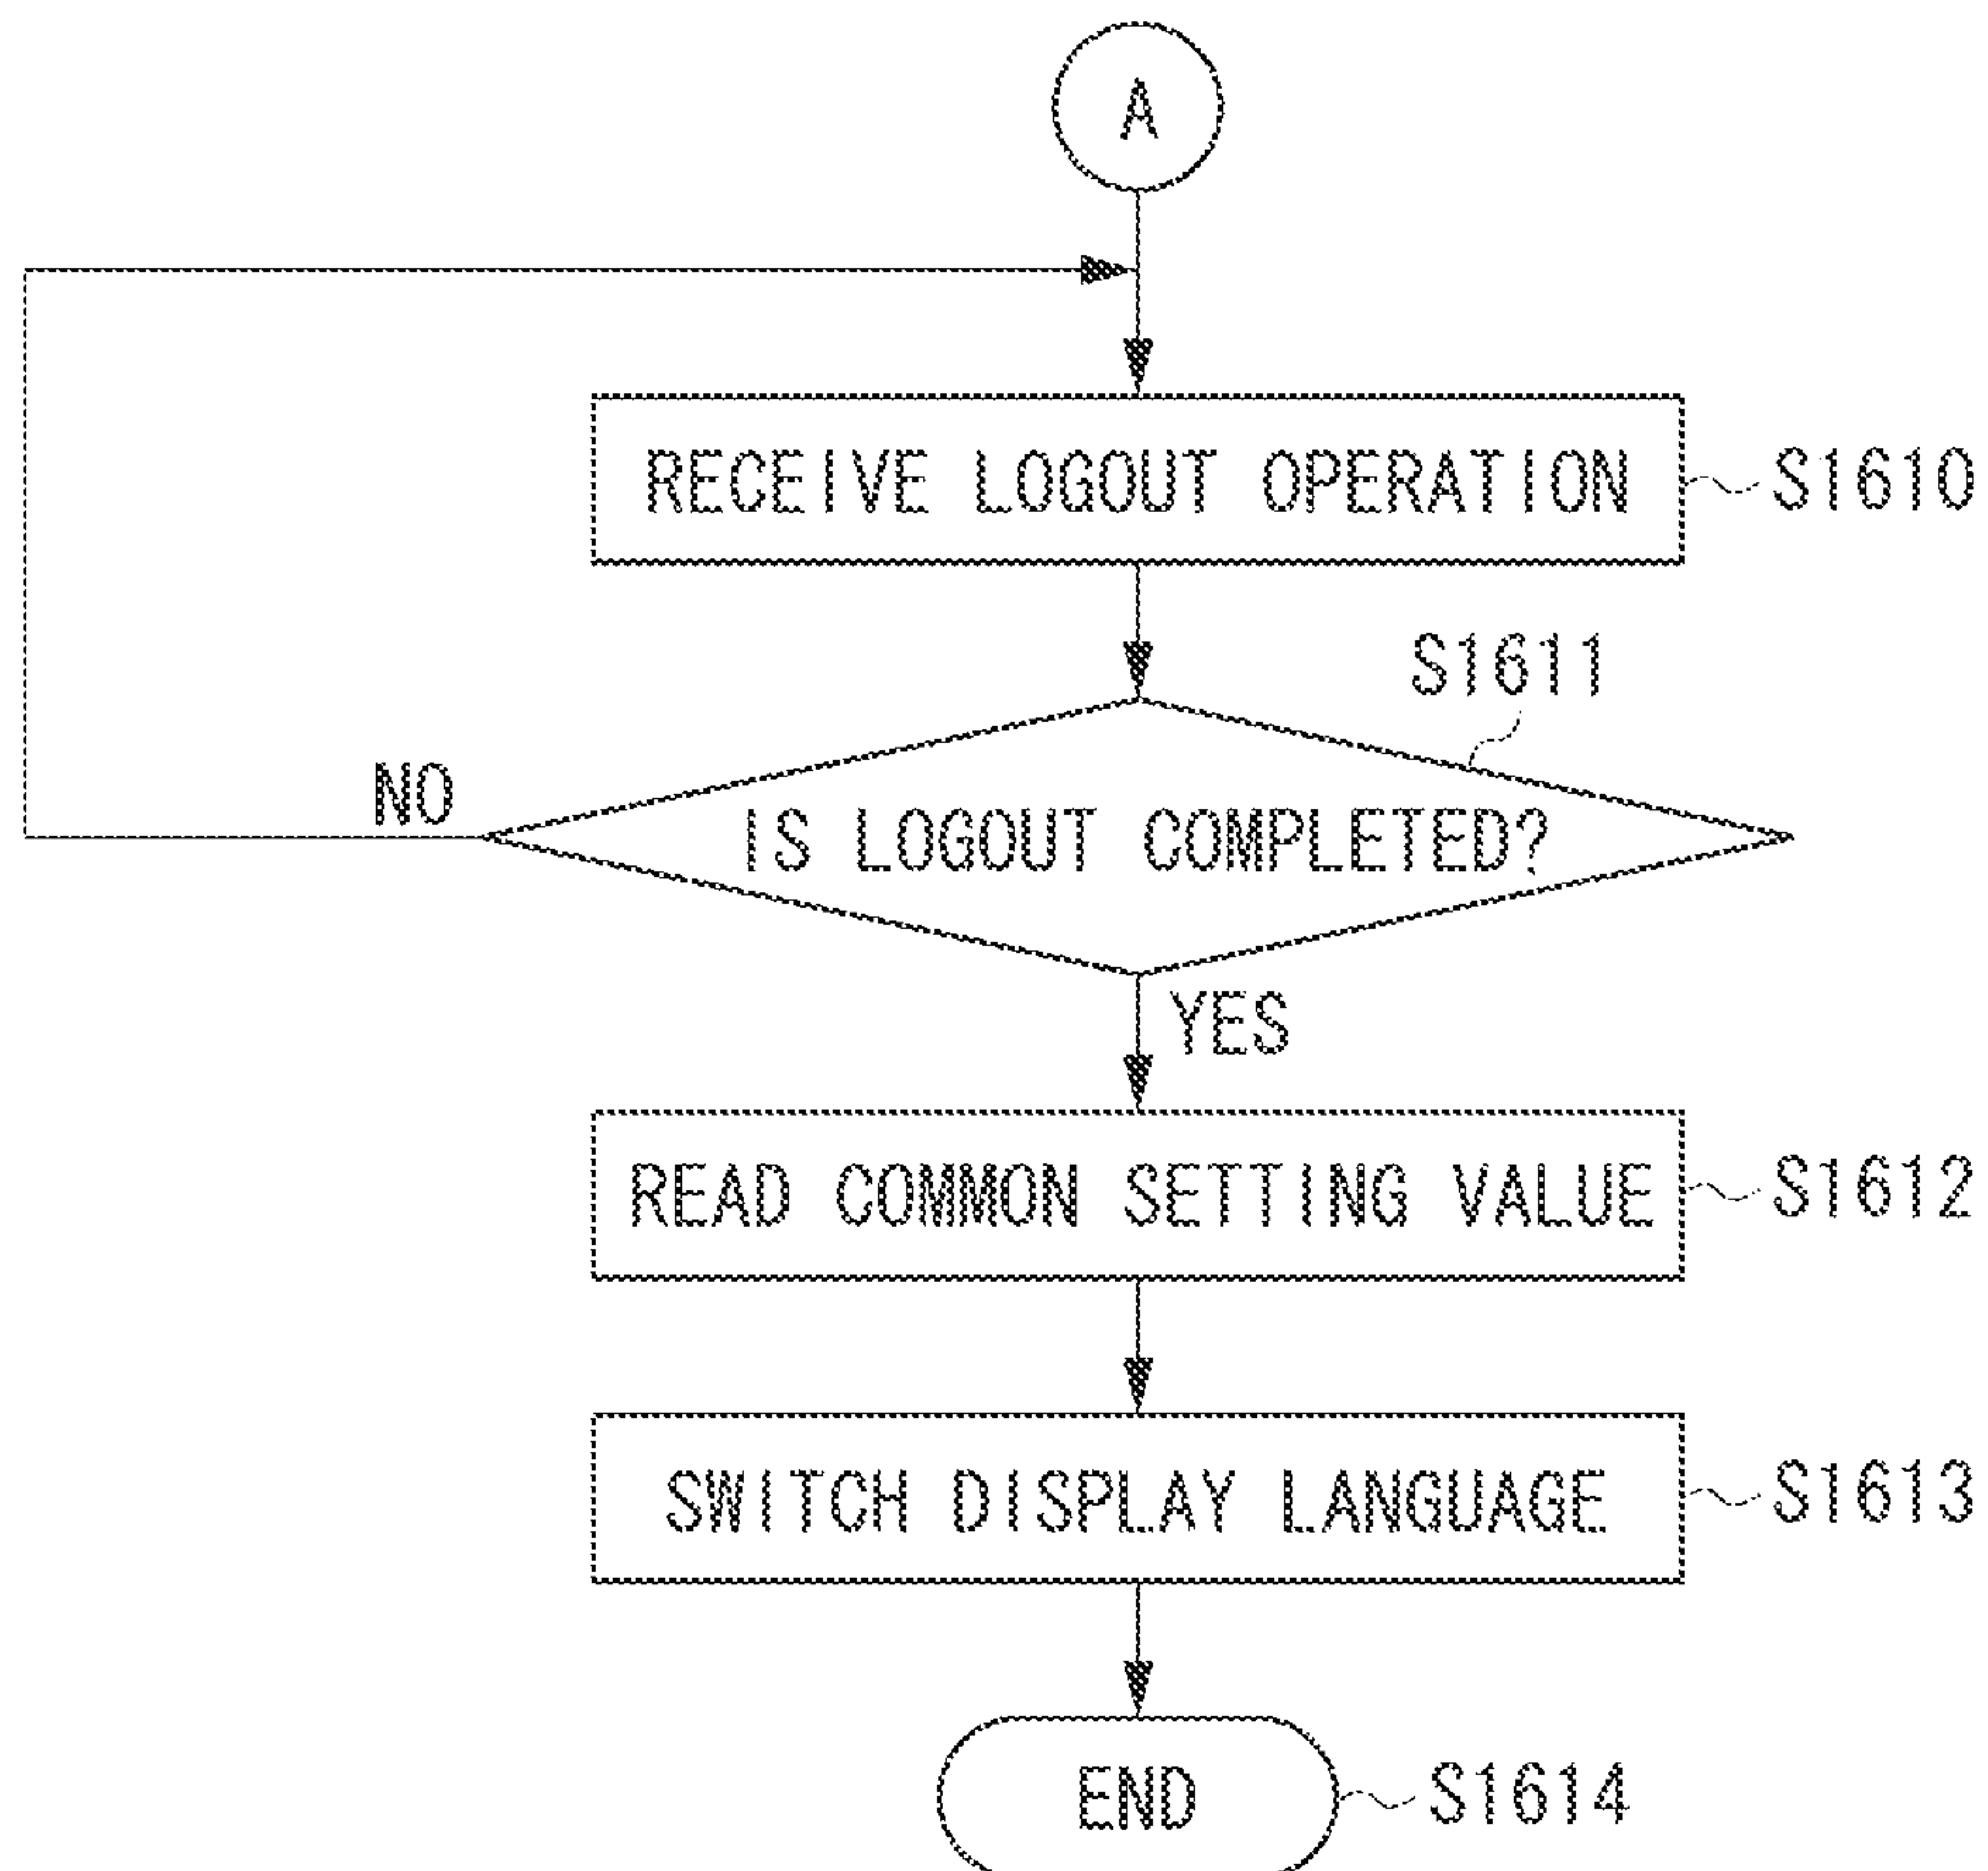 A
RECEIVE LOGOUT OPERATION
S1610
S1611
NO
IS LOGOUT COMPLETED?
YES
READ COMMON SETTING VALUE
S1612
SWITCH DISPLAY LANGUAGE
S1613
END
S1614